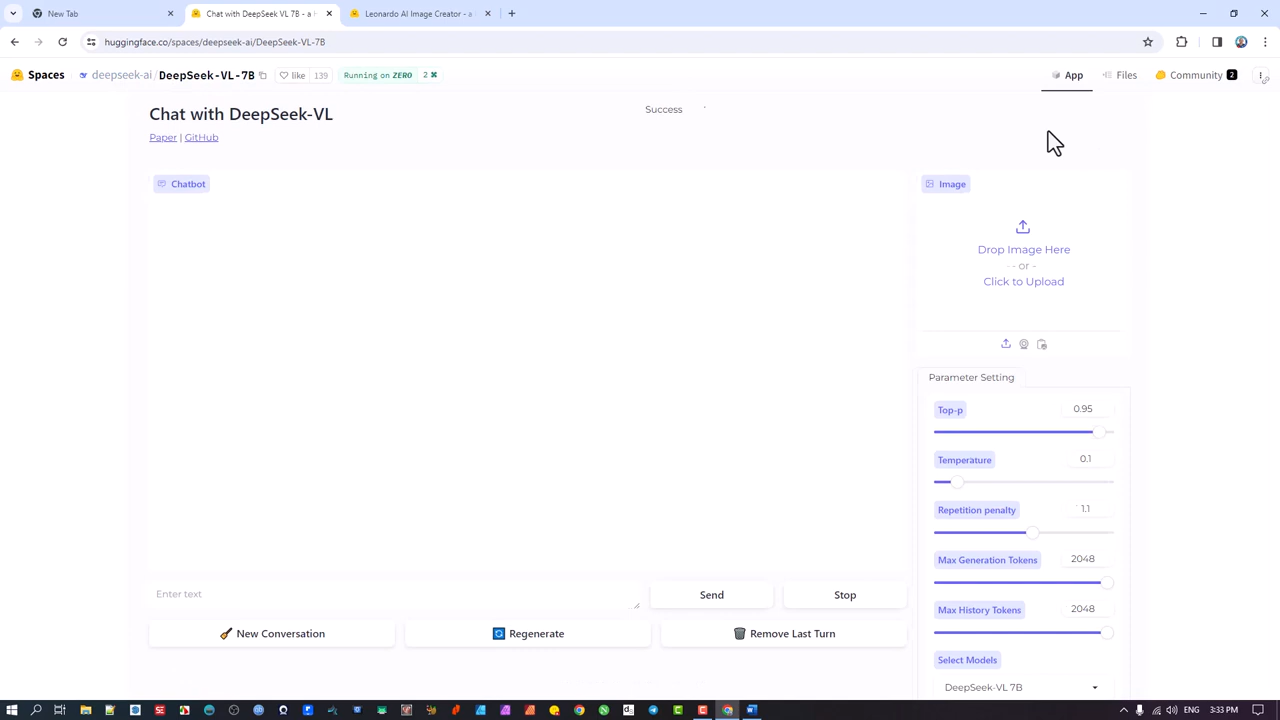 New Tab
Chat with DeepSeek-VL 7B - a
Leonardo AI Image Creator - a
huggingface.co/spaces/deepseek-ai/DeepSeek-VL-7B
Spaces
deepseek-ai/DeepSeek-VL-7B
like 139
Running on ZERO 2
App
Files
Community 2
Chat with DeepSeek-VL
Success
Paper | GitHub
Chatbot
Image
Drop Image Here
- or -
Click to Upload
Parameter Setting
Top-p 0.95
Temperature 0.1
Repetition penalty 1.1
Max Generation Tokens 2048
Max History Tokens 2048
Select Models
DeepSeek-VL 7B
Enter text
Send
Stop
New Conversation
Regenerate
Remove Last Turn
3:33 PM